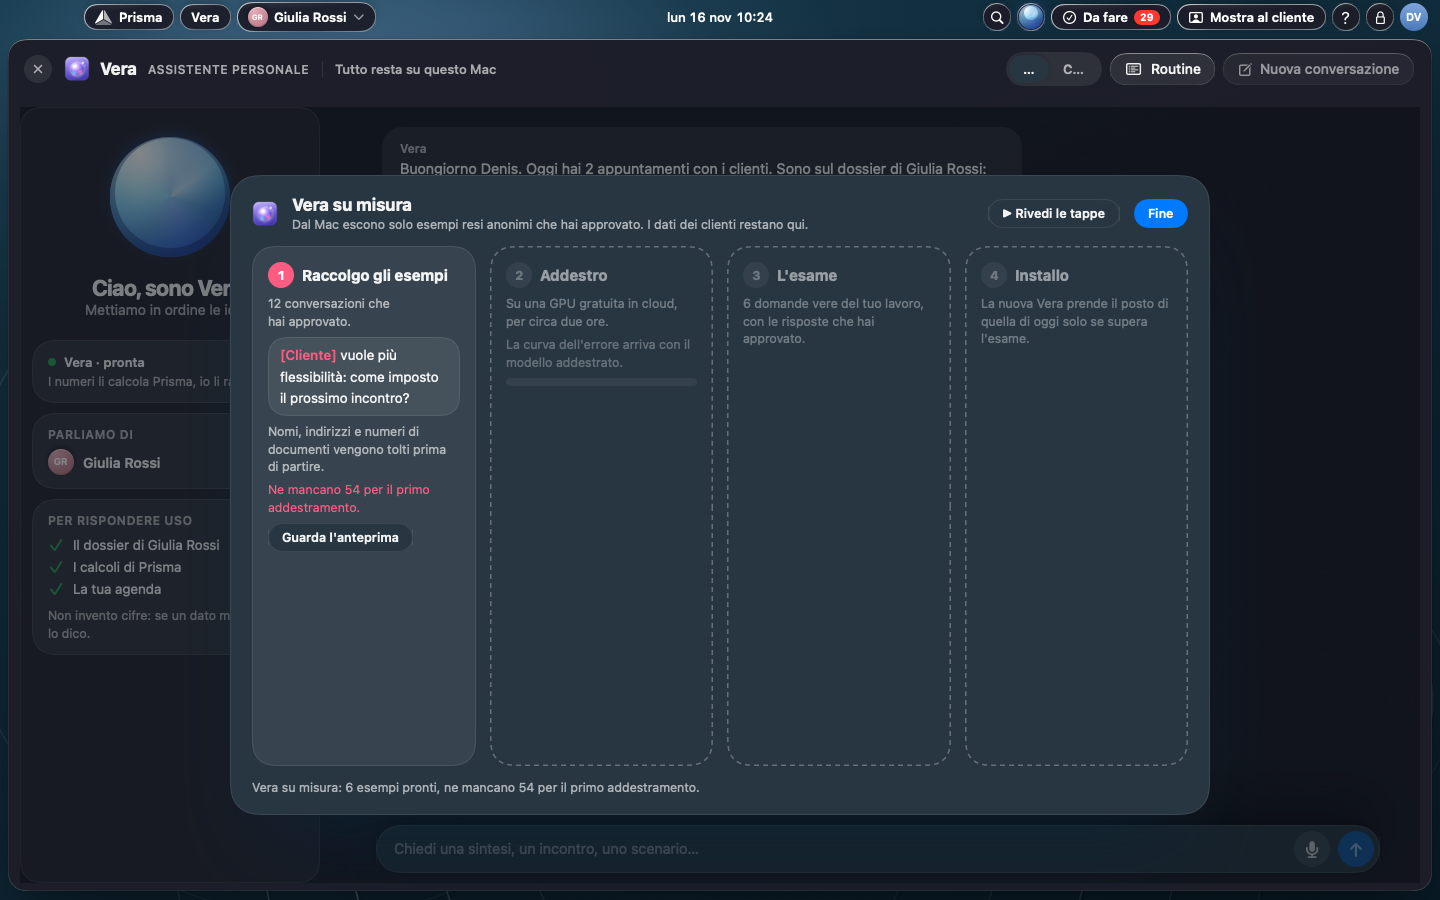 Prisma
Vera
GR Giulia Rossi
lun 16 nov 10:24
Da fare 29
Mostra al cliente
?
DV
Vera ASSISTENTE PERSONALE Tutto resta su questo Mac
...
C...
Routine
Nuova conversazione
Vera
Buongiorno Denis. Oggi hai 2 appuntamenti con i clienti. Sono sul dossier di Giulia Rossi:
Ciao, sono Ver
Mettiamo in ordine le i
Vera · pronta
I numeri li calcola Prisma, io li r
PARLIAMO DI
GR Giulia Rossi
PER RISPONDERE USO
Il dossier di Giulia Rossi
I calcoli di Prisma
La tua agenda
Non invento cifre: se un dato m
lo dico.
Vera su misura
Dal Mac escono solo esempi resi anonimi che hai approvato. I dati dei clienti restano qui.
Rivedi le tappe
Fine
1 Raccolgo gli esempi
12 conversazioni che
hai approvato.
[Cliente] vuole più
flessibilità: come imposto
il prossimo incontro?
Nomi, indirizzi e numeri di
documenti vengono tolti prima
di partire.
Ne mancano 54 per il primo
addestramento.
Guarda l'anteprima
2 Addestro
Su una GPU gratuita in cloud,
per circa due ore.
La curva dell'errore arriva con il
modello addestrato.
3 L'esame
6 domande vere del tuo lavoro,
con le risposte che hai
approvato.
4 Installo
La nuova Vera prende il posto di
quella di oggi solo se supera
l'esame.
Vera su misura: 6 esempi pronti, ne mancano 54 per il primo addestramento.
Chiedi una sintesi, un incontro, uno scenario...